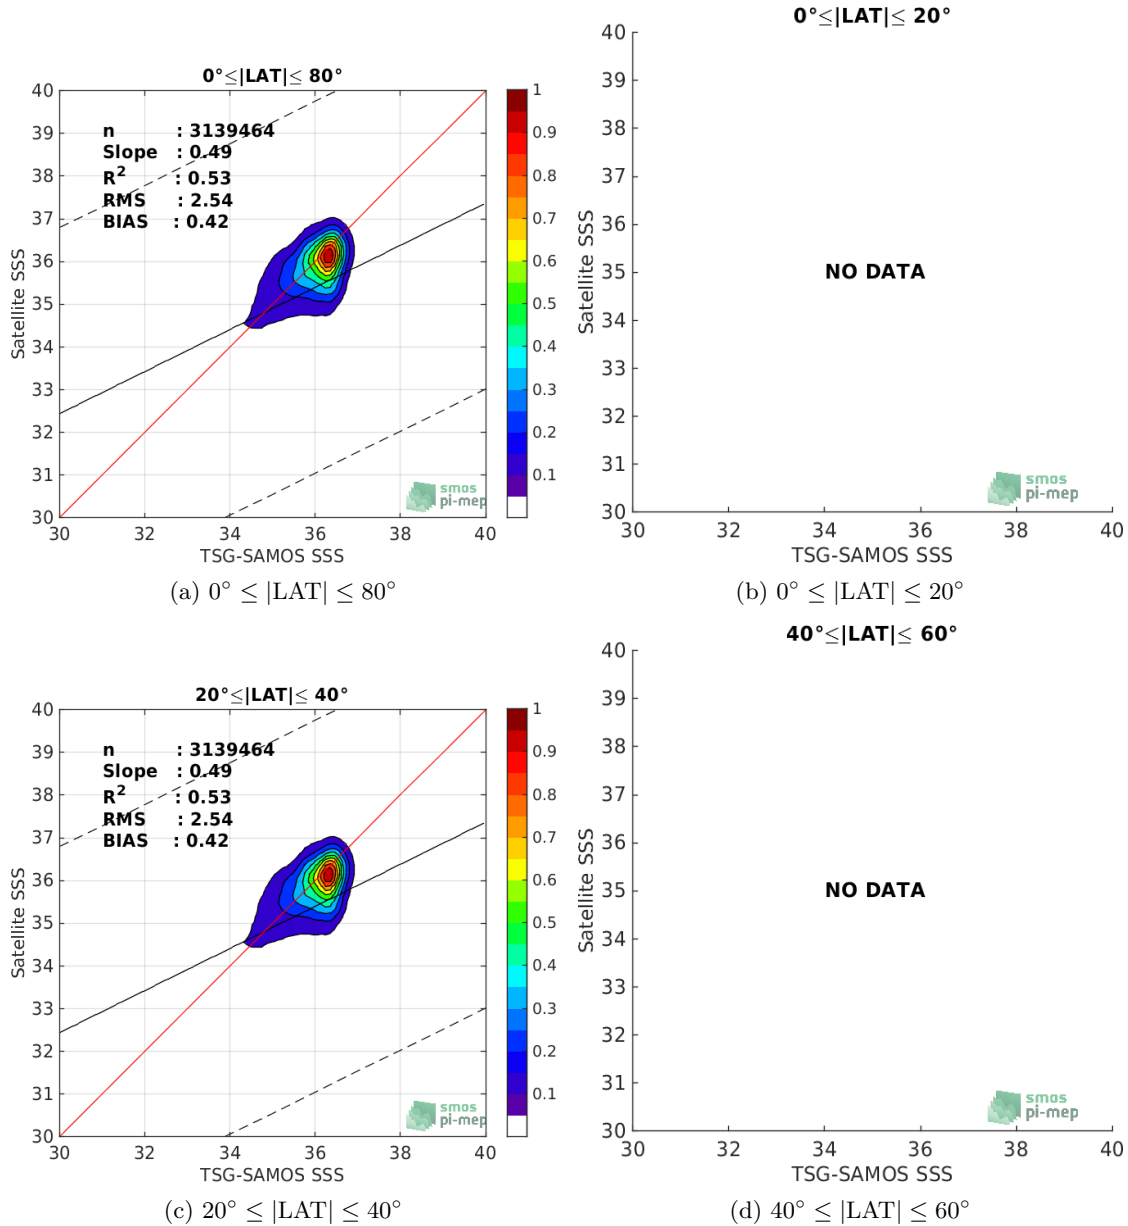 0°≤|LAT|≤ 80°
40
39
38
37
36
35
34
33
32
31
30
30
32
34
36
38
40
Satellite SSS
TSG-SAMOS SSS
n : 3139464
Slope : 0.49
R² : 0.53
RMS : 2.54
BIAS : 0.42
1
0.9
0.8
0.7
0.6
0.5
0.4
0.3
0.2
0.1
smos
pi-mep
(a) 0° ≤ |LAT| ≤ 80°
0°≤|LAT|≤ 20°
40
39
38
37
36
35
34
33
32
31
30
30
32
34
36
38
40
Satellite SSS
TSG-SAMOS SSS
NO DATA
smos
pi-mep
(b) 0° ≤ |LAT| ≤ 20°
20°≤|LAT|≤ 40°
40
39
38
37
36
35
34
33
32
31
30
30
32
34
36
38
40
Satellite SSS
TSG-SAMOS SSS
n : 3139464
Slope : 0.49
R² : 0.53
RMS : 2.54
BIAS : 0.42
1
0.9
0.8
0.7
0.6
0.5
0.4
0.3
0.2
0.1
smos
pi-mep
(c) 20° ≤ |LAT| ≤ 40°
40°≤|LAT|≤ 60°
40
39
38
37
36
35
34
33
32
31
30
30
32
34
36
38
40
Satellite SSS
TSG-SAMOS SSS
NO DATA
smos
pi-mep
(d) 40° ≤ |LAT| ≤ 60°